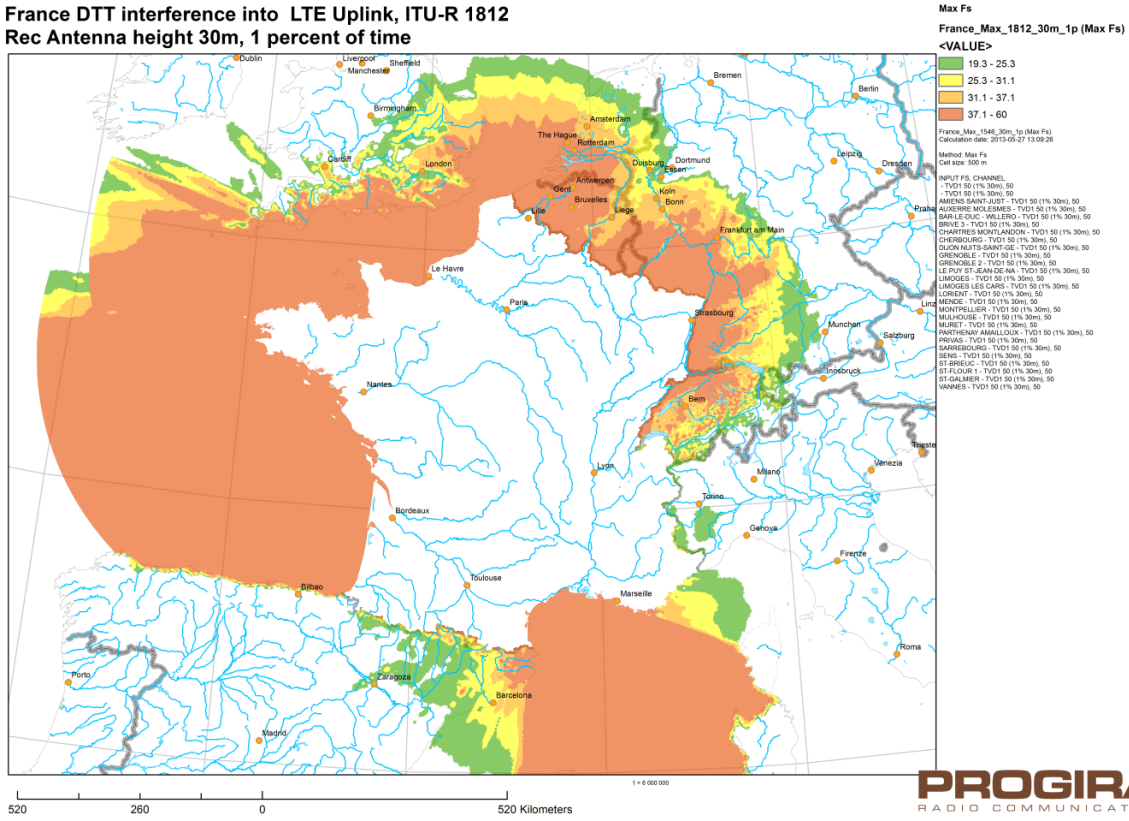 France DTT interference into LTE Uplink, ITU-R 1812
Rec Antenna height 30m, 1 percent of time
Max Fs
France_Max_1812_30m_1p (Max Fs)
<VALUE>
19.3 - 25.3
25.3 - 31.1
31.1 - 37.1
37.1 - 60
France_Max_1546_30m_1p (Max Fs)
Calculation date: 2013-05-27 13:09:26
Method: Max Fs
Cell size: 500 m
INPUT FS, CHANNEL
- TVD1 50 (1% 30m), 50
- TVD1 50 (1% 30m), 50
AMIENS SAINT-JUST - TVD1 50 (1% 30m), 50
AUXERRE MOLESMES - TVD1 50 (1% 30m), 50
BAR-LE-DUC - WILLERO - TVD1 50 (1% 30m), 50
BRIVE 3 - TVD1 50 (1% 30m), 50
CHARTRES MONTLANDON - TVD1 50 (1% 30m), 50
CHERBOURG - TVD1 50 (1% 30m), 50
DIJON NUITS-SAINT-GE - TVD1 50 (1% 30m), 50
GRENOBLE - TVD1 50 (1% 30m), 50
GRENOBLE 2 - TVD1 50 (1% 30m), 50
LE PUY ST-JEAN-DE-NA - TVD1 50 (1% 30m), 50
LIMOGES - TVD1 50 (1% 30m), 50
LIMOGES LES CARS - TVD1 50 (1% 30m), 50
LORIENT - TVD1 50 (1% 30m), 50
MENDE - TVD1 50 (1% 30m), 50
MONTPELLIER - TVD1 50 (1% 30m), 50
MULHOUSE - TVD1 50 (1% 30m), 50
MURET - TVD1 50 (1% 30m), 50
PARTHENAY AMAILLOUX - TVD1 50 (1% 30m), 50
PRIVAS - TVD1 50 (1% 30m), 50
SARREBOURG - TVD1 50 (1% 30m), 50
SENS - TVD1 50 (1% 30m), 50
ST-BRIEUC - TVD1 50 (1% 30m), 50
ST-FLOUR 1 - TVD1 50 (1% 30m), 50
ST-GALMIER - TVD1 50 (1% 30m), 50
VANNES - TVD1 50 (1% 30m), 50
Dublin
Liverpool
Manchester
Sheffield
Birmingham
Cardiff
London
Amsterdam
The Hague
Rotterdam
Bremen
Berlin
Leipzig
Dresden
Praha
Duisburg
Dortmund
Essen
Antwerpen
Gent
Bruxelles
Koln
Bonn
Lille
Liege
Frankfurt am Main
Le Havre
Paris
Strasbourg
Munchen
Linz
Salzburg
Innsbruck
Nantes
Bern
Lyon
Milano
Venezia
Trieste
Torino
Genova
Bordeaux
Firenze
Toulouse
Marseille
Bilbao
Roma
Porto
Zaragoza
Barcelona
Madrid
1 = 6 000 000
520 260 0 520 Kilometers
PROGIRA
RADIO COMMUNICAT